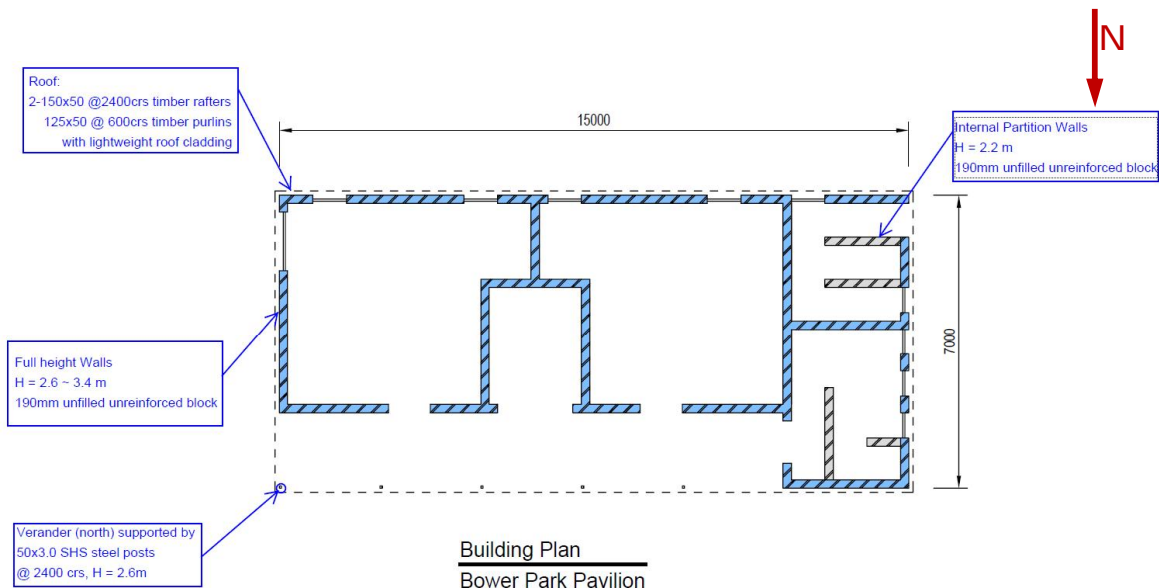 N
Roof:
2-150x50 @2400crs timber rafters
125x50 @ 600crs timber purlins
with lightweight roof cladding
15000
Internal Partition Walls
H = 2.2 m
190mm unfilled unreinforced block
7000
Full height Walls
H = 2.6 ~ 3.4 m
190mm unfilled unreinforced block
Verander (north) supported by
50x3.0 SHS steel posts
@ 2400 crs, H = 2.6m
Building Plan
Bower Park Pavilion